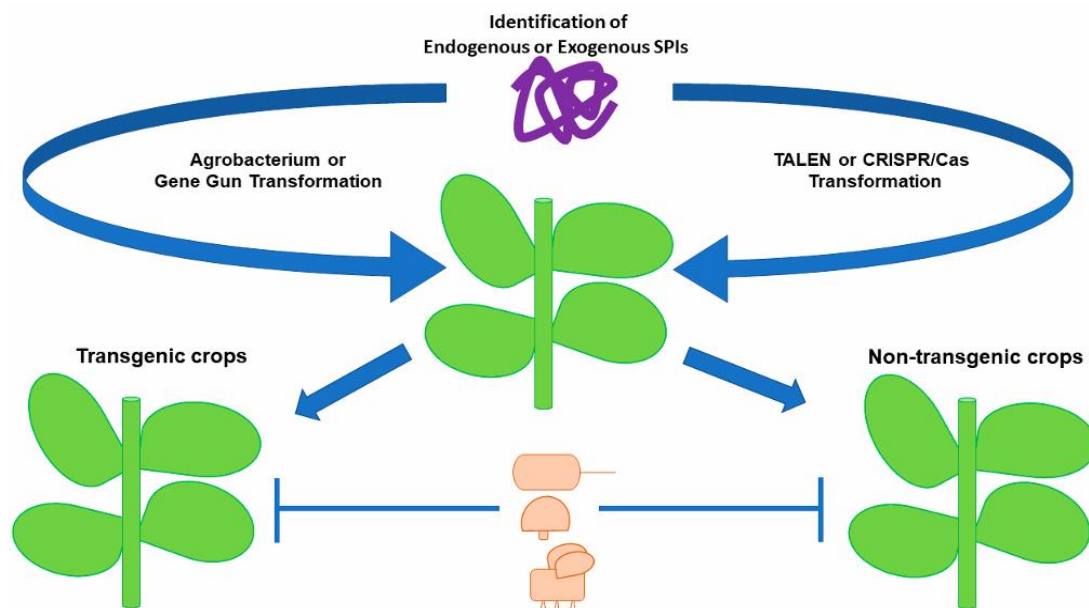 Identification of
Endogenous or Exogenous SPIs
Agrobacterium or
Gene Gun Transformation
TALEN or CRISPR/Cas
Transformation
Transgenic crops
Non-transgenic crops